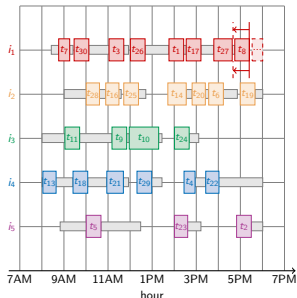 i1 t7 t30 t3 t26 t1 t17 t27 t8
i2 t28 t16 t25 t14 t20 t6 t19
i3 t11 t9 t10 t24
i4 t13 t18 t21 t29 t4 t22
i5 t5 t23 t2
7AM 9AM 11AM 1PM 3PM 5PM 7PM
hour